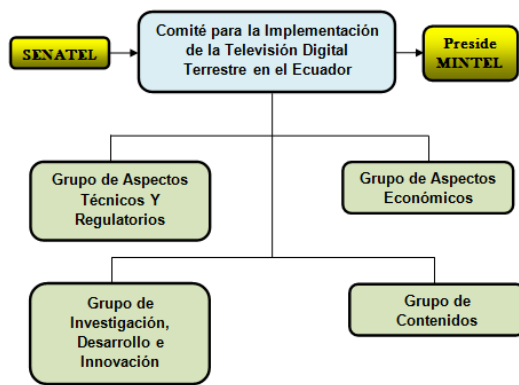 SENATEL
Comité para la Implementación
de la Televisión Digital
Terrestre en el Ecuador
Preside
MINTEL
Grupo de Aspectos
Técnicos Y
Regulatorios
Grupo de Aspectos
Económicos
Grupo de
Investigación,
Desarrollo e
Innovación
Grupo de
Contenidos